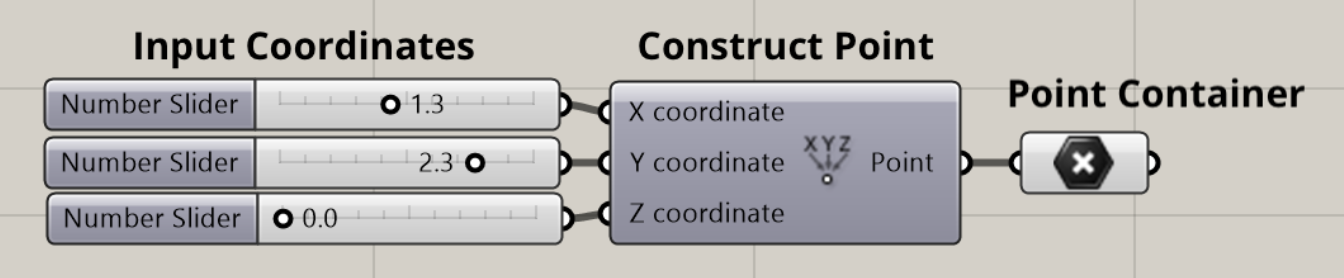 Input Coordinates
Construct Point
Point Container
Number Slider 1.3
Number Slider 2.3
Number Slider 0.0
X coordinate
Y coordinate
Z coordinate
XYZ
Point